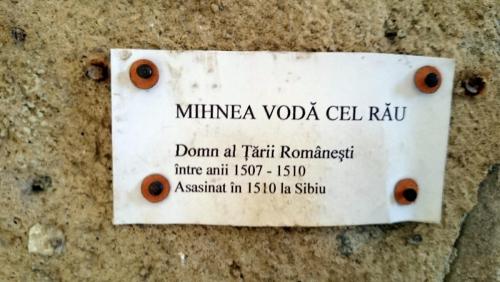 MIHNEA VODĂ CEL RĂU
Domn al Țării Românești
între anii 1507 - 1510
Asasinat în 1510 la Sibiu